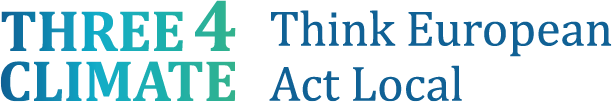 THREE 4
CLIMATE
Think European
Act Local